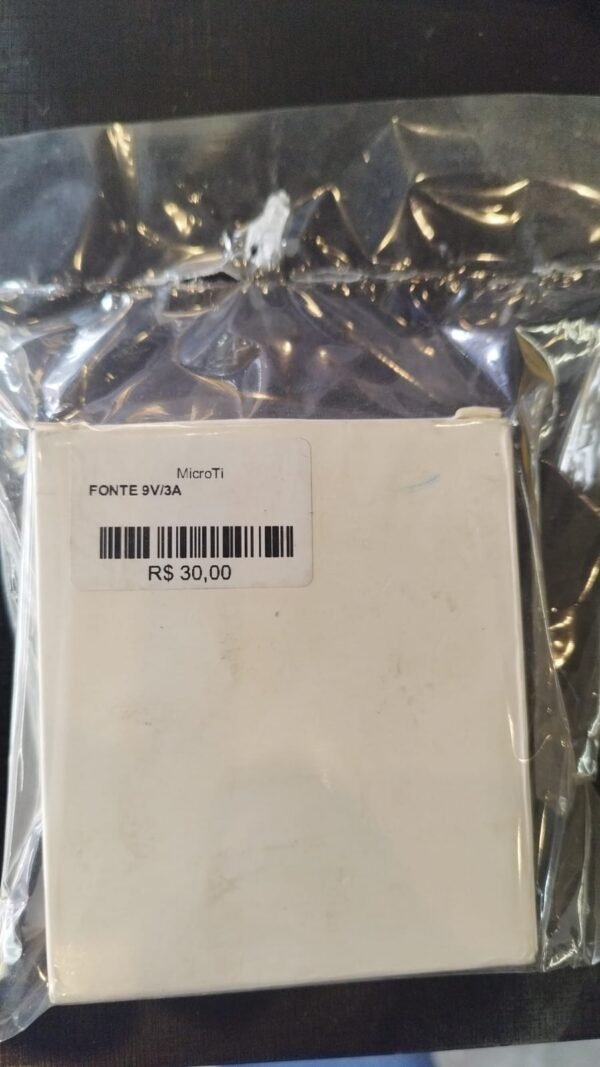 MicroTi
FONTE 9V/3A
R$ 30,00